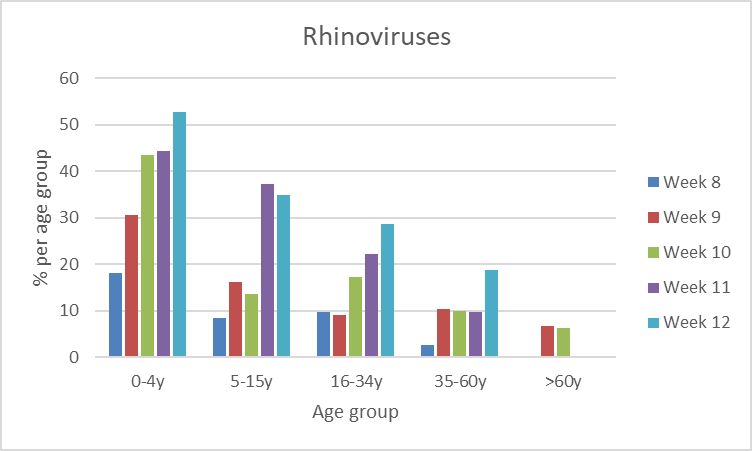 Rhinoviruses
% per age group
60
50
40
30
20
10
0
0-4y 5-15y 16-34y 35-60y >60y
Age group
Week 8
Week 9
Week 10
Week 11
Week 12